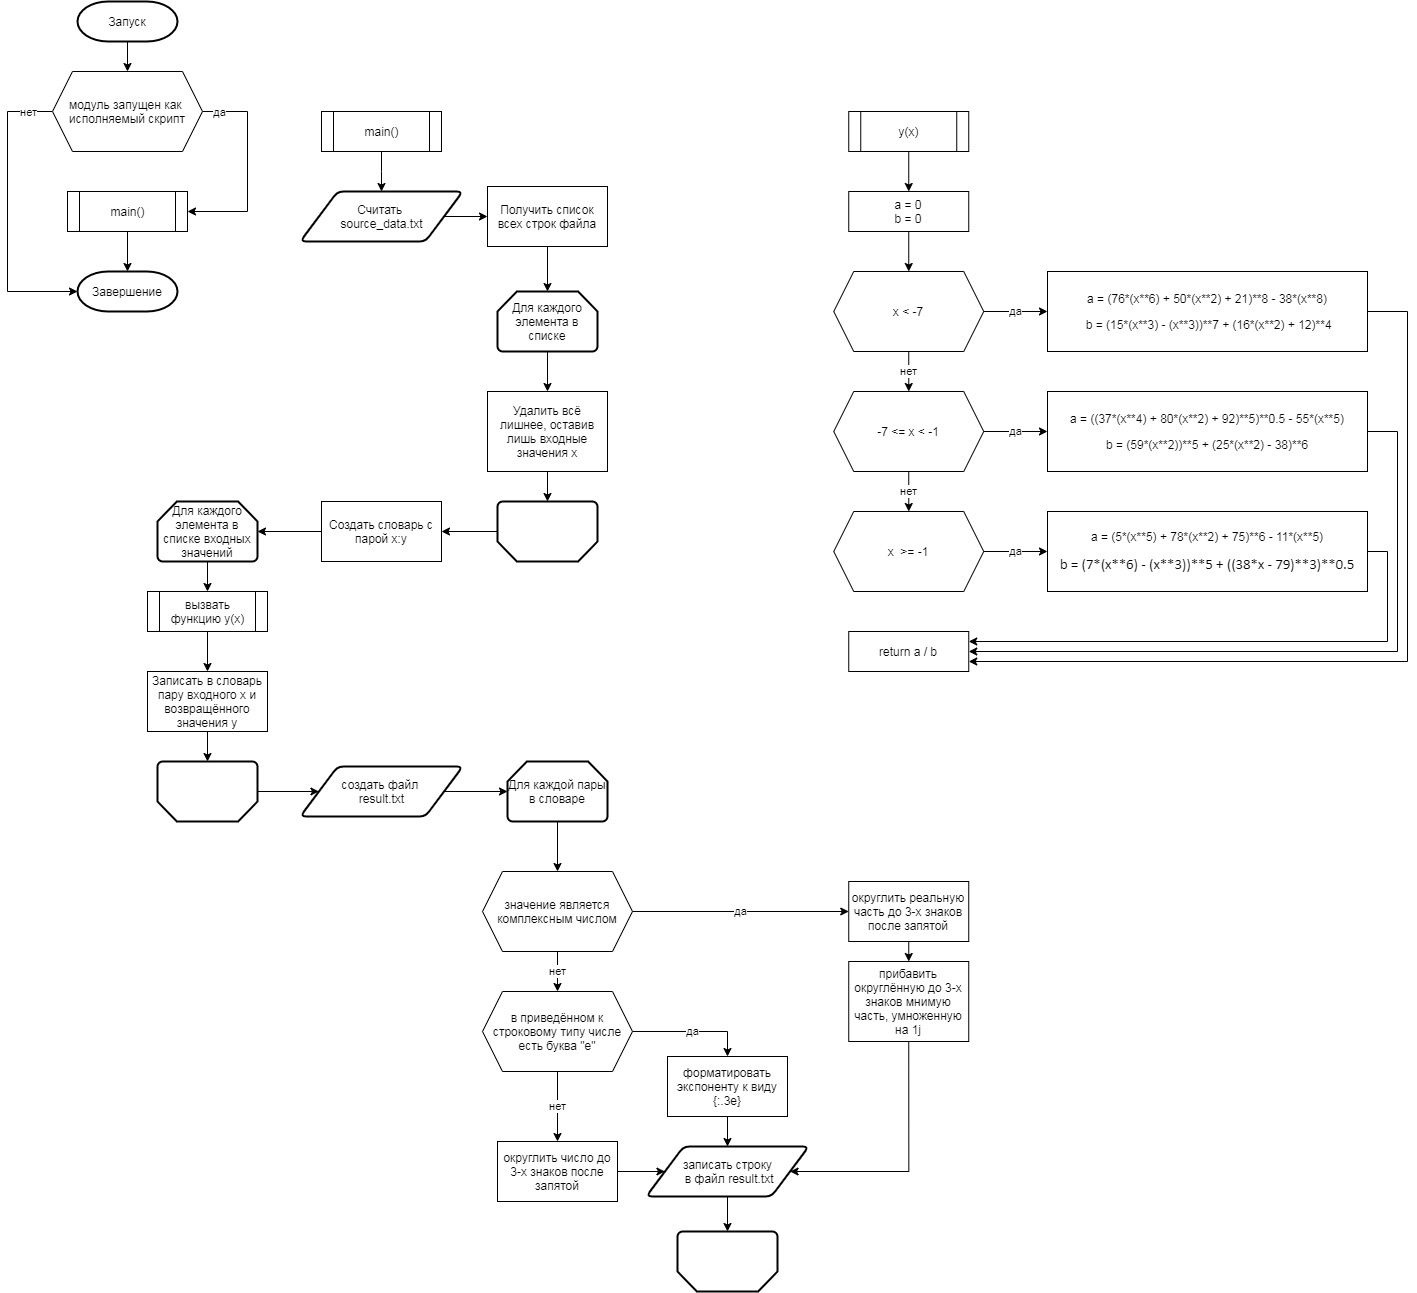 Запуск
модуль запущен как
исполняемый скрипт
нет
да
main()
Завершение
main()
Считать
source_data.txt
Получить список
всех строк файла
Для каждого
элемента в
списке
Удалить всё
лишнее, оставив
лишь входные
значения x
Создать словарь с
парой x:y
Для каждого
элемента в
списке входных
значений
вызвать
функцию y(x)
Записать в словарь
пару входного x и
возвращённого
значения y
создать файл
result.txt
Для каждой пары
в словаре
значение является
комплексным числом
да
нет
округлить реальную
часть до 3-х знаков
после запятой
прибавить
округлённую до 3-х
знаков мнимую
часть, умноженную
на 1j
в приведённом к
строковому типу числе
есть буква "e"
да
нет
форматировать
экспоненту к виду
{:.3e}
округлить число до
3-х знаков после
запятой
записать строку
в файл result.txt
y(x)
a = 0
b = 0
x < -7
да
a = (76*(x**6) + 50*(x**2) + 21)**8 - 38*(x**8)
b = (15*(x**3) - (x**3))**7 + (16*(x**2) + 12)**4
нет
-7 <= x < -1
да
a = ((37*(x**4) + 80*(x**2) + 92)**5)**0.5 - 55*(x**5)
b = (59*(x**2))**5 + (25*(x**2) - 38)**6
нет
x >= -1
да
a = (5*(x**5) + 78*(x**2) + 75)**6 - 11*(x**5)
b = (7*(x**6) - (x**3))**5 + ((38*x - 79)**3)**0.5
return a / b